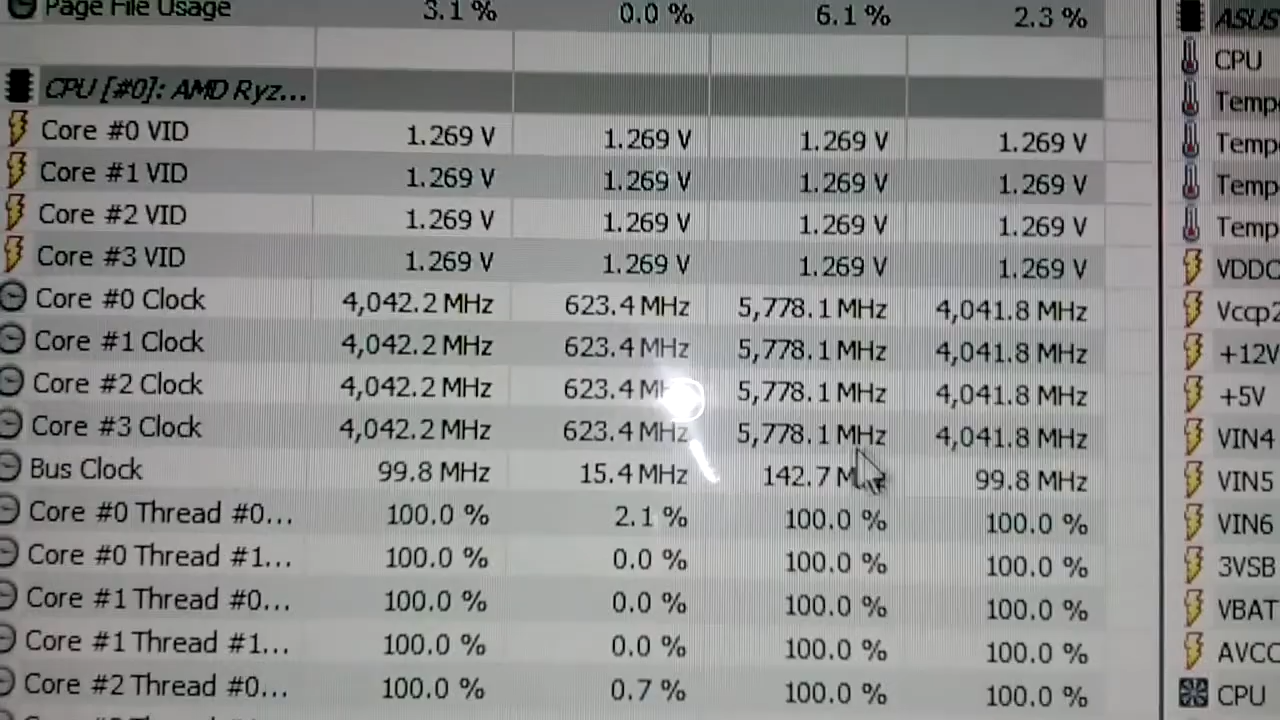 Page File Usage 3.1 % 0.0 % 6.1 % 2.3 %
CPU [#0]: AMD Ryz...
Core #0 VID 1.269 V 1.269 V 1.269 V 1.269 V
Core #1 VID 1.269 V 1.269 V 1.269 V 1.269 V
Core #2 VID 1.269 V 1.269 V 1.269 V 1.269 V
Core #3 VID 1.269 V 1.269 V 1.269 V 1.269 V
Core #0 Clock 4,042.2 MHz 623.4 MHz 5,778.1 MHz 4,041.8 MHz
Core #1 Clock 4,042.2 MHz 623.4 MHz 5,778.1 MHz 4,041.8 MHz
Core #2 Clock 4,042.2 MHz 623.4 MHz 5,778.1 MHz 4,041.8 MHz
Core #3 Clock 4,042.2 MHz 623.4 MHz 5,778.1 MHz 4,041.8 MHz
Bus Clock 99.8 MHz 15.4 MHz 142.7 M 99.8 MHz
Core #0 Thread #0... 100.0 % 2.1 % 100.0 % 100.0 %
Core #0 Thread #1... 100.0 % 0.0 % 100.0 % 100.0 %
Core #1 Thread #0... 100.0 % 0.0 % 100.0 % 100.0 %
Core #1 Thread #1... 100.0 % 0.0 % 100.0 % 100.0 %
Core #2 Thread #0... 100.0 % 0.7 % 100.0 % 100.0 %
ASUS
CPU
Temp
Temp
Temp
Temp
VDDC
Vccp2
+12V
+5V
VIN4
VIN5
VIN6
3VSB
VBAT
AVCC
CPU